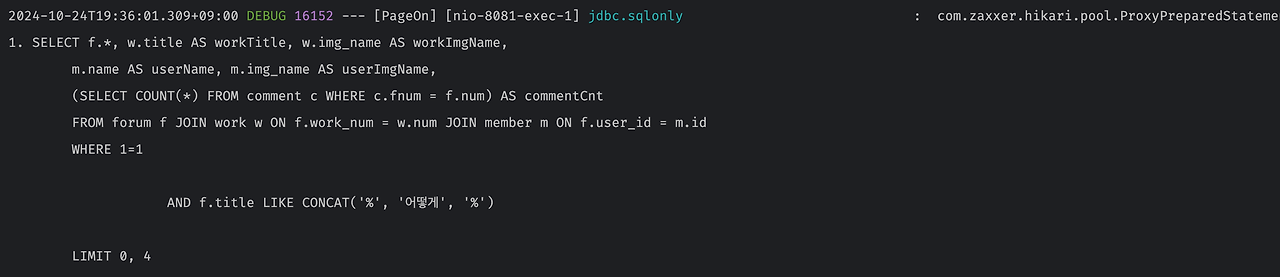 2024-10-24T19:36:01.309+09:00 DEBUG 16152 --- [PageOn] [nio-8081-exec-1] jdbc.sqlonly : com.zaxxer.hikari.pool.ProxyPreparedStateme
1. SELECT f.*, w.title AS workTitle, w.img_name AS workImgName,
m.name AS userName, m.img_name AS userImgName,
(SELECT COUNT(*) FROM comment c WHERE c.fnum = f.num) AS commentCnt
FROM forum f JOIN work w ON f.work_num = w.num JOIN member m ON f.user_id = m.id
WHERE 1=1
AND f.title LIKE CONCAT('%', '어떻게', '%')
LIMIT 0, 4